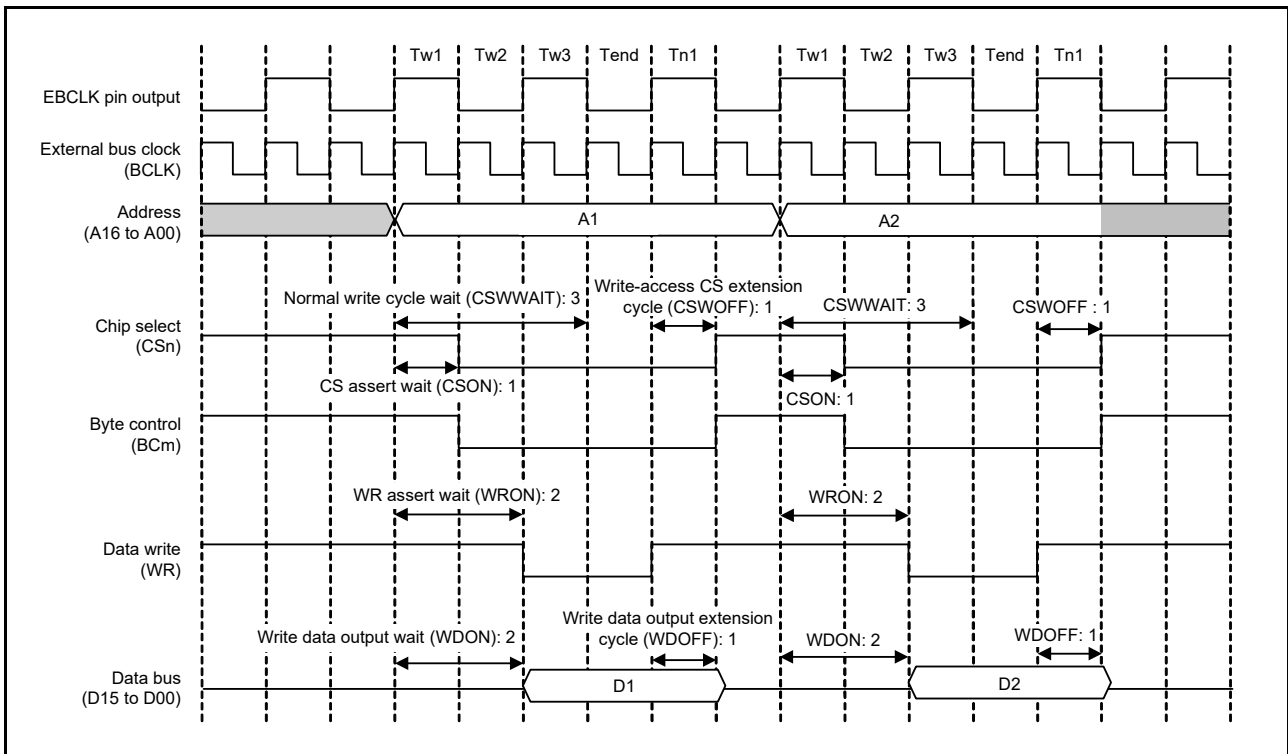 Tw1 Tw2 Tw3 Tend Tn1 Tw1 Tw2 Tw3 Tend Tn1
EBCLK pin output
External bus clock
(BCLK)
Address
(A16 to A00)
A1 A2
Normal write cycle wait (CSWWAIT): 3
Write-access CS extension
cycle (CSWOFF): 1
CSWWAIT: 3
CSWOFF : 1
Chip select
(CSn)
CS assert wait (CSON): 1
CSON: 1
Byte control
(BCm)
WR assert wait (WRON): 2
WRON: 2
Data write
(WR)
Write data output wait (WDON): 2
Write data output extension
cycle (WDOFF): 1
WDON: 2
WDOFF: 1
Data bus
(D15 to D00)
D1 D2